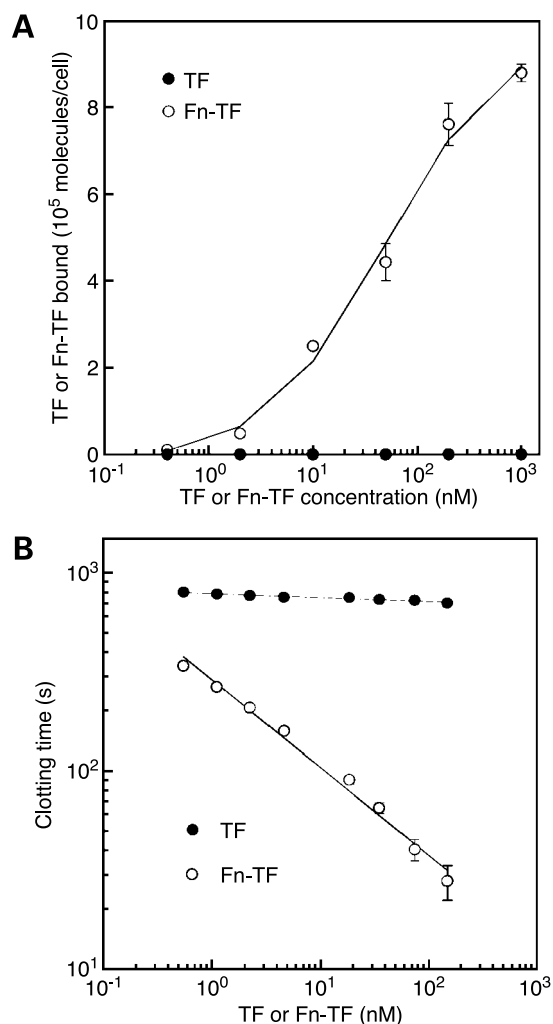 A
TF or Fn-TF bound (10⁵ molecules/cell)
10
8
6
4
2
0
TF
Fn-TF
10⁻¹ 10⁰ 10¹ 10² 10³
TF or Fn-TF concentration (nM)
B
Clotting time (s)
10³
10²
10¹
TF
Fn-TF
10⁻¹ 10⁰ 10¹ 10² 10³
TF or Fn-TF (nM)